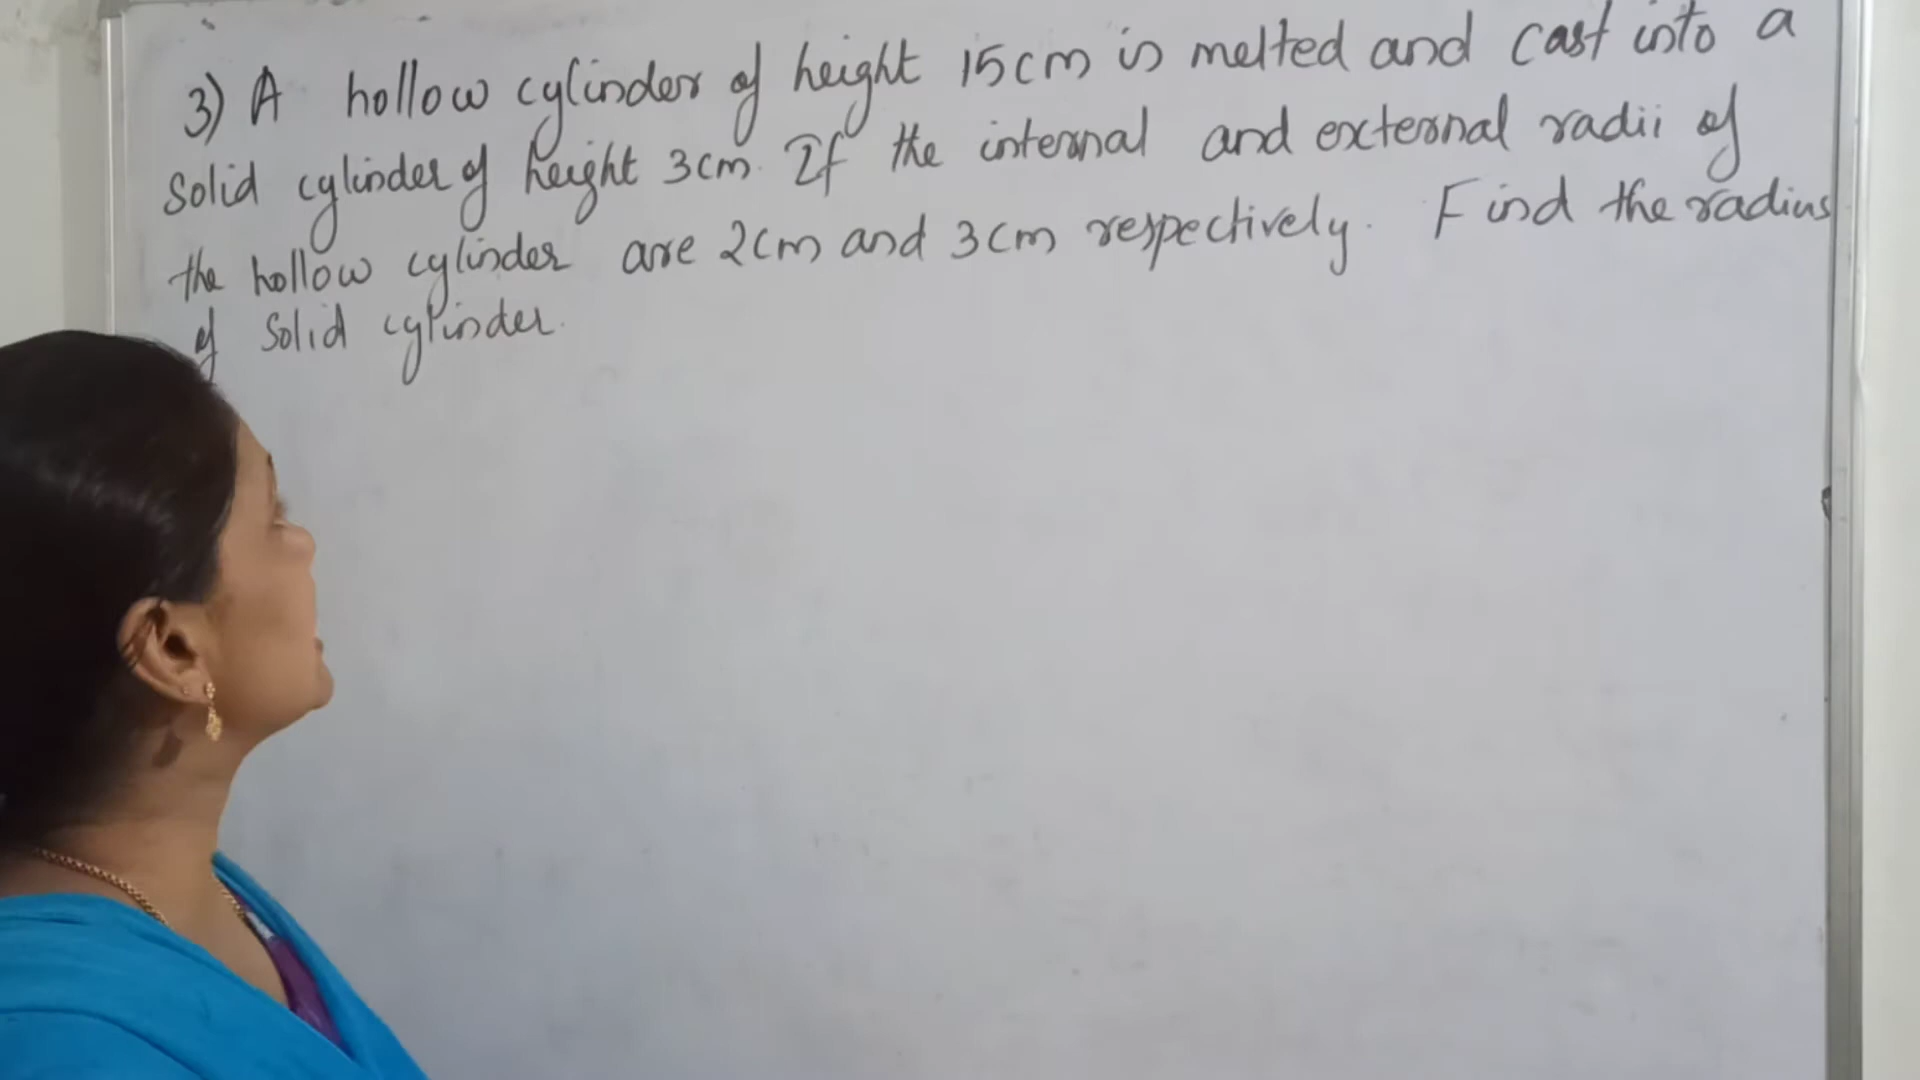 3) A hollow cylinder of height 15cm is melted and cast into a
solid cylinder of height 3cm. If the internal and external radii of
the hollow cylinder are 2cm and 3cm respectively. Find the radius
of solid cylinder.